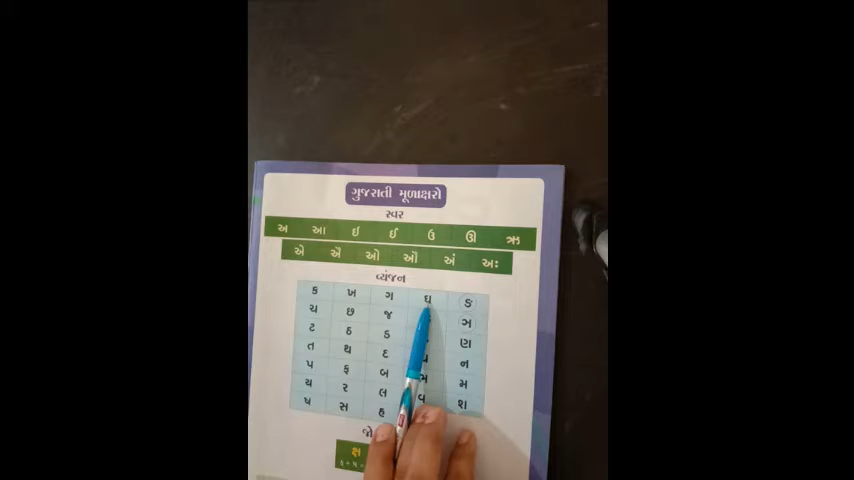 ગુજરાતી મૂળાક્ષરો
સ્વર
અ આ ઇ ઈ ઉ ઊ ઋ
એ ઐ ઓ ઔ અં અઃ
વ્યંજન
ક ખ ગ ઘ ઙ
ચ છ જ ઞ
ટ ઠ ડ ણ
ત થ દ ન
પ ફ બ ભ મ
ય ર લ વ શ
ષ સ હ
જો
ક્ષ